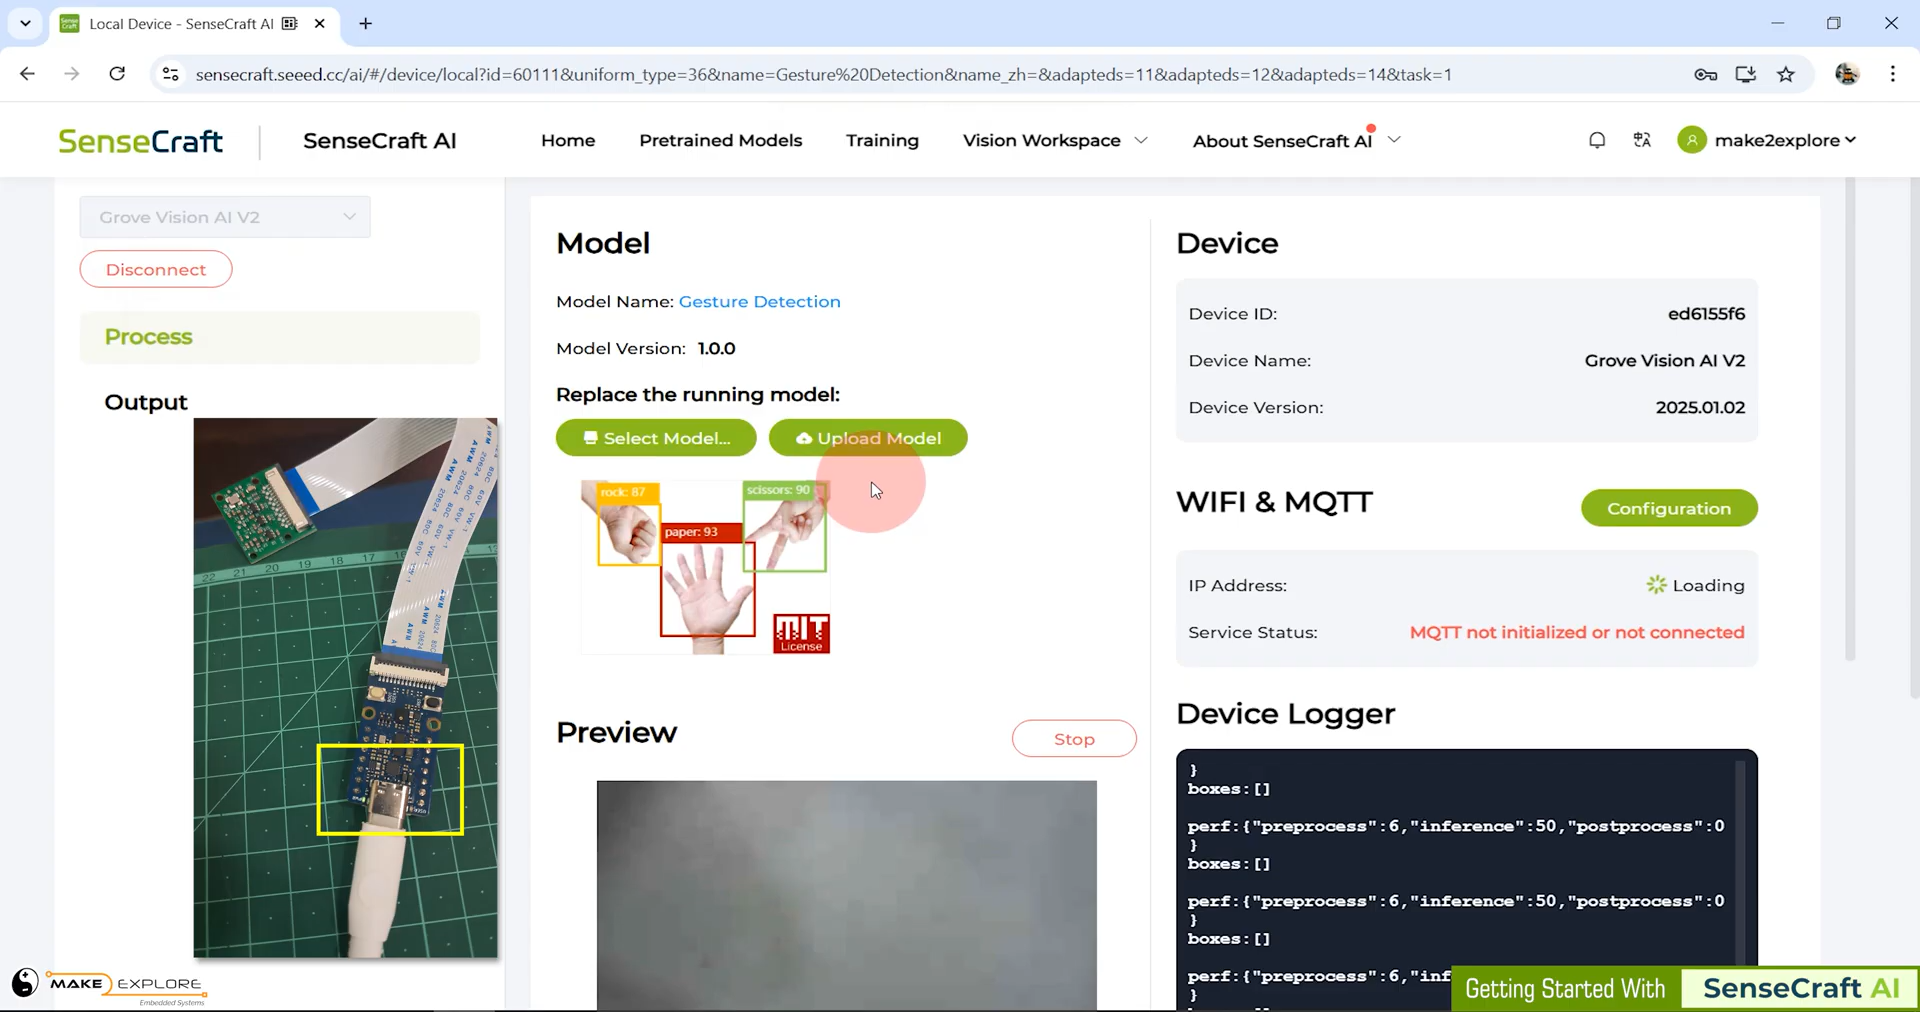 Local Device - SenseCraft AI
sensecraft.seeed.cc/ai/#/device/local?id=60111&uniform_type=36&name=Gesture%20Detection&name_zh=&adapteds=11&adapteds=12&adapteds=14&task=1
SenseCraft
SenseCraft AI
Home
Pretrained Models
Training
Vision Workspace
About SenseCraft AI
make2explore
Grove Vision AI V2
Disconnect
Process
Output
Model
Model Name: Gesture Detection
Model Version: 1.0.0
Replace the running model:
Select Model...
Upload Model
rock: 87
scissors: 90
paper: 93
MIT
License
Preview
Stop
Device
Device ID: ed6155f6
Device Name: Grove Vision AI V2
Device Version: 2025.01.02
WIFI & MQTT
Configuration
IP Address: Loading
Service Status: MQTT not initialized or not connected
Device Logger
}
boxes:[]
perf:{"preprocess":6,"inference":50,"postprocess":0
}
boxes:[]
perf:{"preprocess":6,"inference":50,"postprocess":0
}
boxes:[]
perf:{"preprocess":6,"inf
}
MAKE EXPLORE
Embedded Systems
Getting Started With
SenseCraft AI